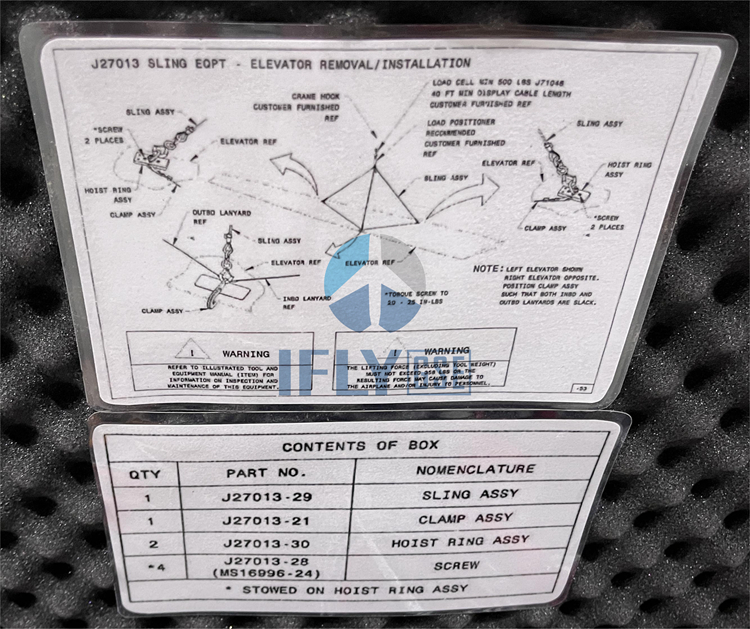 J27013 SLING EQPT - ELEVATOR REMOVAL/INSTALLATION
CRANE HOOK
CUSTOMER FURNISHED
REF
LOAD CELL MIN 500 LBS J71048
40 FT MIN DISPLAY CABLE LENGTH
CUSTOMER FURNISHED REF
LOAD POSITIONER
RECOMMENDED
CUSTOMER FURNISHED
REF
SLING ASSY
*SCREW
2 PLACES
ELEVATOR REF
HOIST RING
ASSY
CLAMP ASSY
SLING ASSY
SLING ASSY
ELEVATOR REF
HOIST RING
ASSY
*SCREW
2 PLACES
CLAMP ASSY
OUTBD LANYARD
REF
SLING ASSY
ELEVATOR REF
INBD LANYARD
REF
CLAMP ASSY
ELEVATOR REF
*TORQUE SCREW TO
20 - 25 IN-LBS
NOTE: LEFT ELEVATOR SHOWN
RIGHT ELEVATOR OPPOSITE.
POSITION CLAMP ASSY
SUCH THAT BOTH INBD AND
OUTBD LANYARDS ARE SLACK.
! WARNING
REFER TO ILLUSTRATED TOOL AND
EQUIPMENT MANUAL (ITEM) FOR
INFORMATION ON INSPECTION AND
MAINTENANCE OF THIS EQUIPMENT.
! WARNING
THE LIFTING FORCE (EXCLUDING TOOL WEIGHT)
MUST NOT EXCEED LBS OR THE
RESULTING FORCE MAY CAUSE DAMAGE TO
THE AIRPLANE AND/OR INJURY TO PERSONNEL.
-53
IFLY
CONTENTS OF BOX
QTY PART NO. NOMENCLATURE
1 J27013-29 SLING ASSY
1 J27013-21 CLAMP ASSY
2 J27013-30 HOIST RING ASSY
*4 J27013-28 SCREW
(MS16996-24)
* STOWED ON HOIST RING ASSY